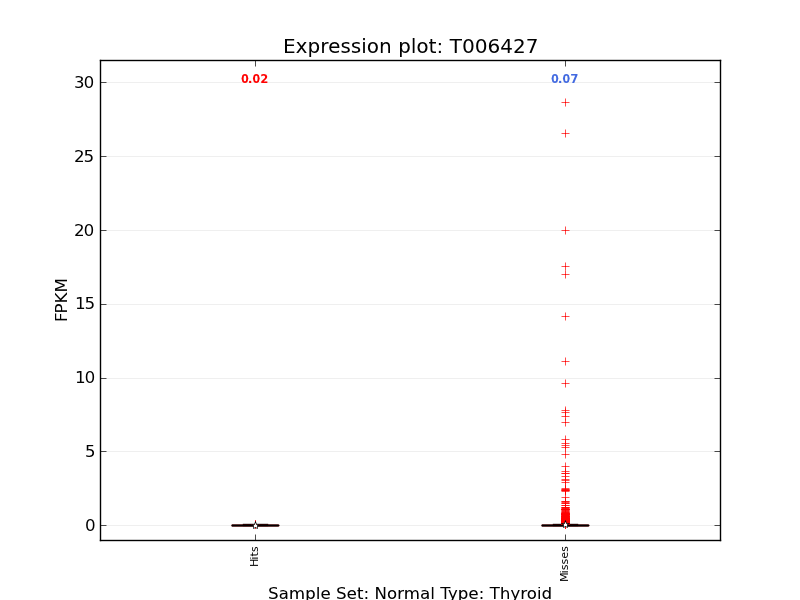 Expression plot: T006427
0.02
0.07
30
25
20
15
10
5
0
FPKM
Hits
Misses
Sample Set: Normal Type: Thyroid